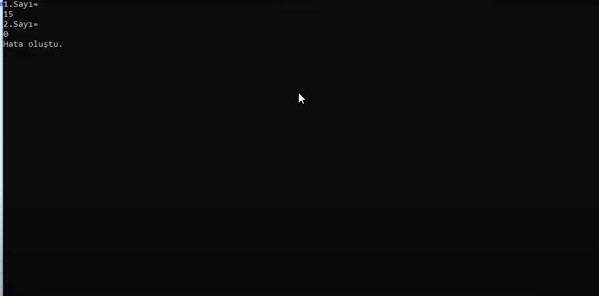 1.Sayı=
15
2.Sayı=
0
Hata oluştu.